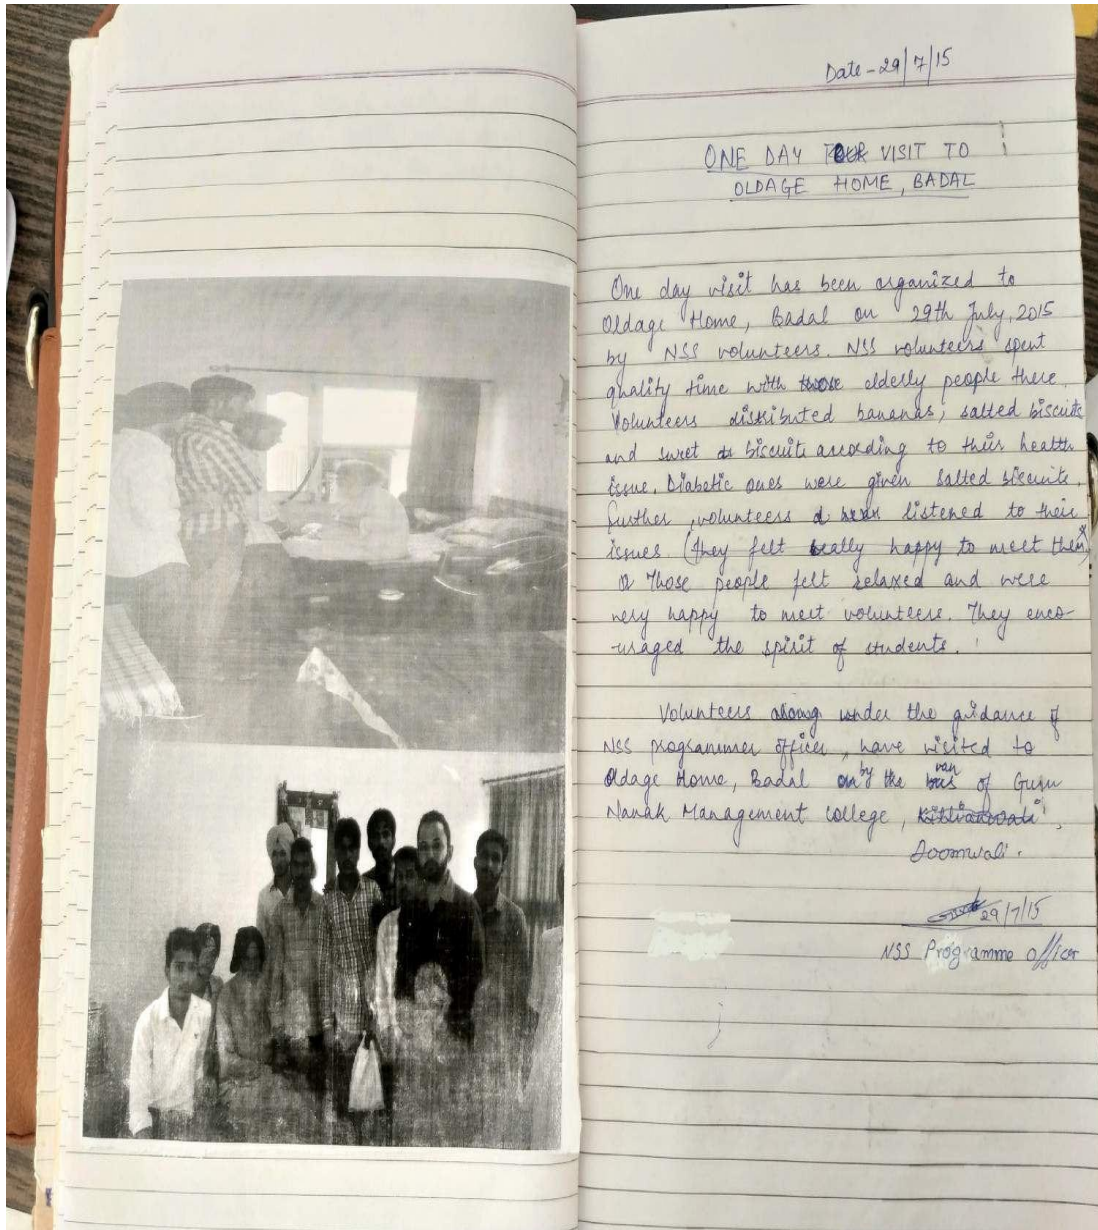 Date - 29/7/15
ONE DAY VISIT TO
OLDAGE HOME, BADAL
One day visit has been organized to
Oldage Home, Badal on 29th July, 2015
by NSS volunteers. NSS volunteers spent
quality time with those elderly people there.
Volunteers distributed bananas, salted biscuits
and sweet biscuits according to their health
issue. Diabetic ones were given salted biscuits.
Further, volunteers listened to their
issues. (They felt really happy to meet them)
Those people felt relaxed and were
very happy to meet volunteers. They enco-
-uraged the spirit of students.
Volunteers under the guidance of
NSS programmer officer, have visited to
Oldage Home, Badal by the van of Guru
Nanak Management College,
Doomwali.
29/7/15
NSS Programme Officer